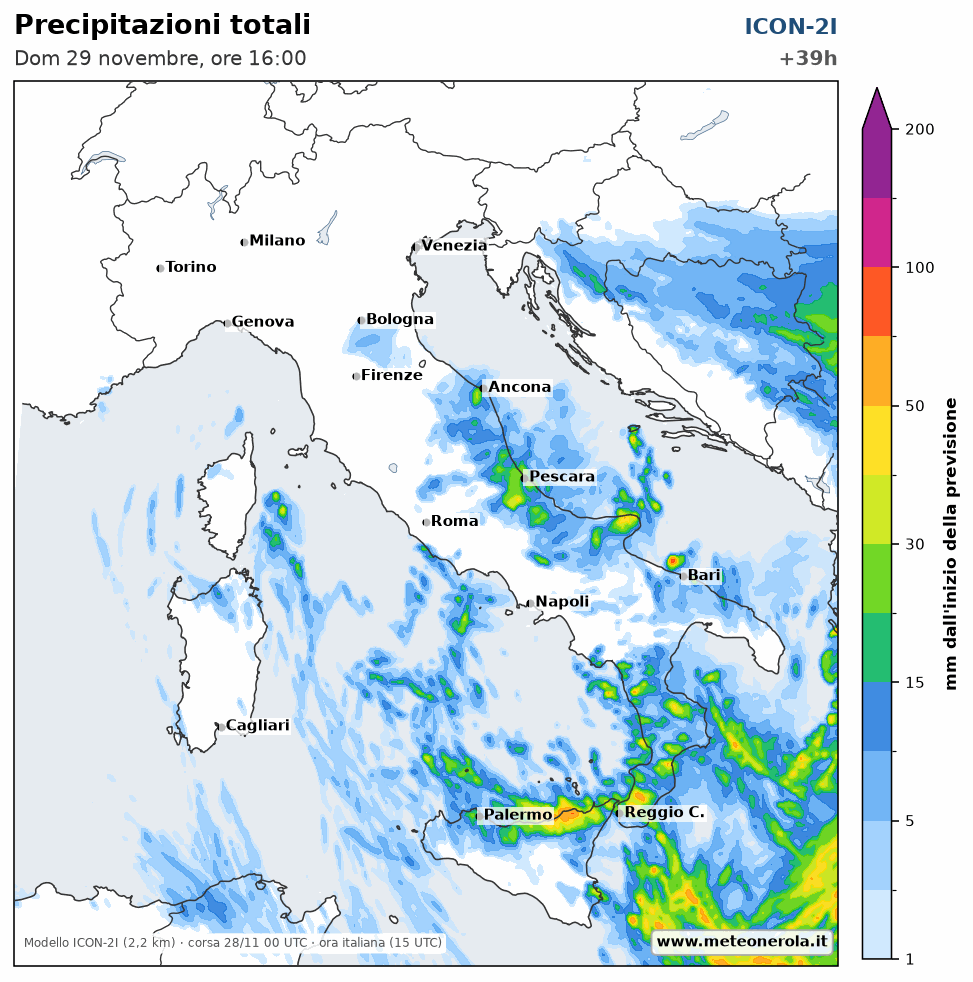 Precipitazioni totali
ICON-2I
Dom 29 novembre, ore 16:00
+39h
200
100
50
30
15
5
1
mm dall'inizio della previsione
Milano
Venezia
Torino
Genova
Bologna
Firenze
Ancona
Pescara
Roma
Bari
Napoli
Cagliari
Palermo
Reggio C.
Modello ICON-2I (2,2 km) · corsa 28/11 00 UTC · ora italiana (15 UTC)
www.meteonerola.it